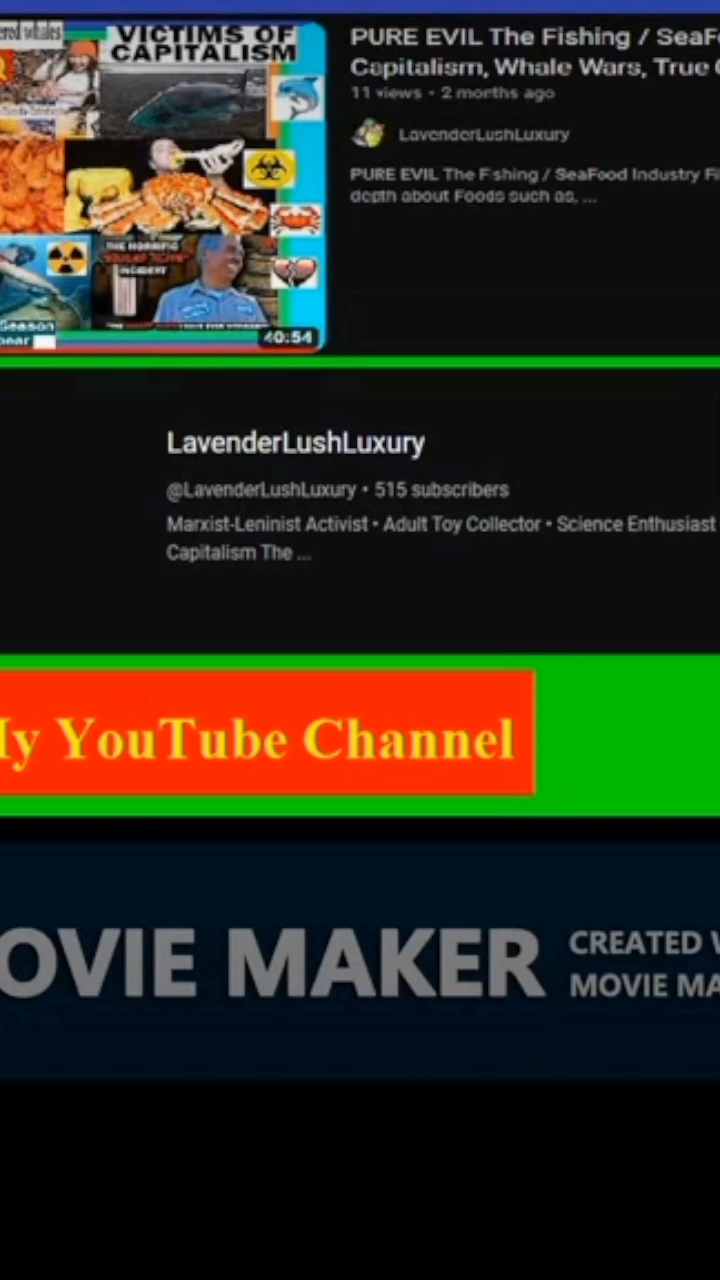 ered whales
VICTIMS OF
CAPITALISM
THE HORRIFIC
INCIDENT
Season
40:54
PURE EVIL The Fishing / SeaF
Capitalism, Whale Wars, True
11 views • 2 months ago
LavenderLushLuxury
PURE EVIL The Fishing / SeaFood Industry Fi
depth about Foods such as, ...
LavenderLushLuxury
@LavenderLushLuxury • 515 subscribers
Marxist-Leninist Activist • Adult Toy Collector • Science Enthusiast
Capitalism The ...
My YouTube Channel
OVIE MAKER
CREATED W
MOVIE MA